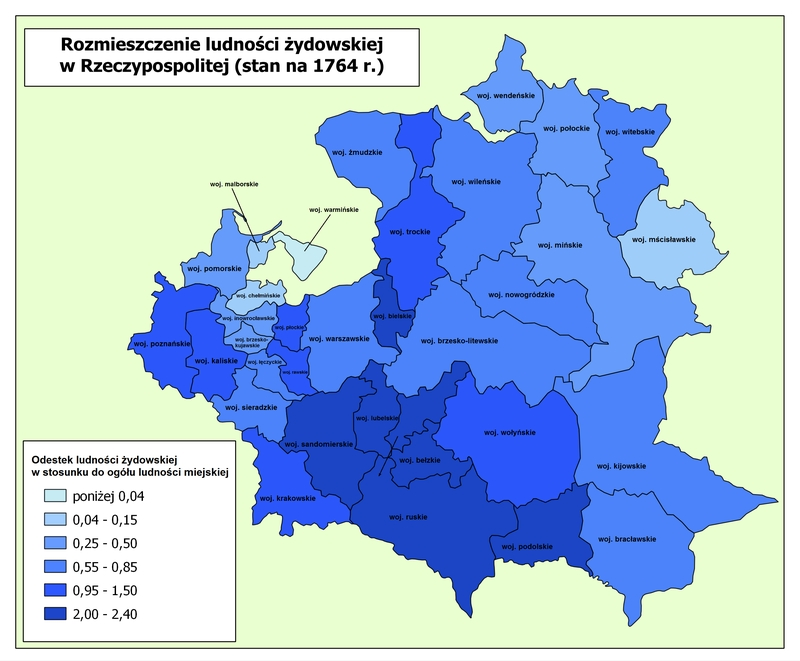 Rozmieszczenie ludności żydowskiej
w Rzeczypospolitej (stan na 1764 r.)
woj. wendeńskie
woj. połockie
woj. witebskie
woj. żmudzkie
woj. wileńskie
woj. malborskie
woj. warmińskie
woj. trockie
woj. mińskie
woj. mścisławskie
woj. pomorskie
woj. chełmińskie
woj. nowogródzkie
woj. inowrocławskie
woj. bielskie
woj. płockie
woj. poznańskie
woj. brzesko-
kujawskie
woj. warszawskie
woj. brzesko-litewskie
woj. kaliskie
woj. łęczyckie
woj. rawskie
woj. sieradzkie
woj. lubelskie
woj. sandomierskie
woj. wołyńskie
woj. bełzkie
woj. kijowskie
woj. krakowskie
woj. ruskie
woj. podolskie
woj. bracławskie
Odestek ludności żydowskiej
w stosunku do ogółu ludności miejskiej
poniżej 0,04
0,04 - 0,15
0,25 - 0,50
0,55 - 0,85
0,95 - 1,50
2,00 - 2,40